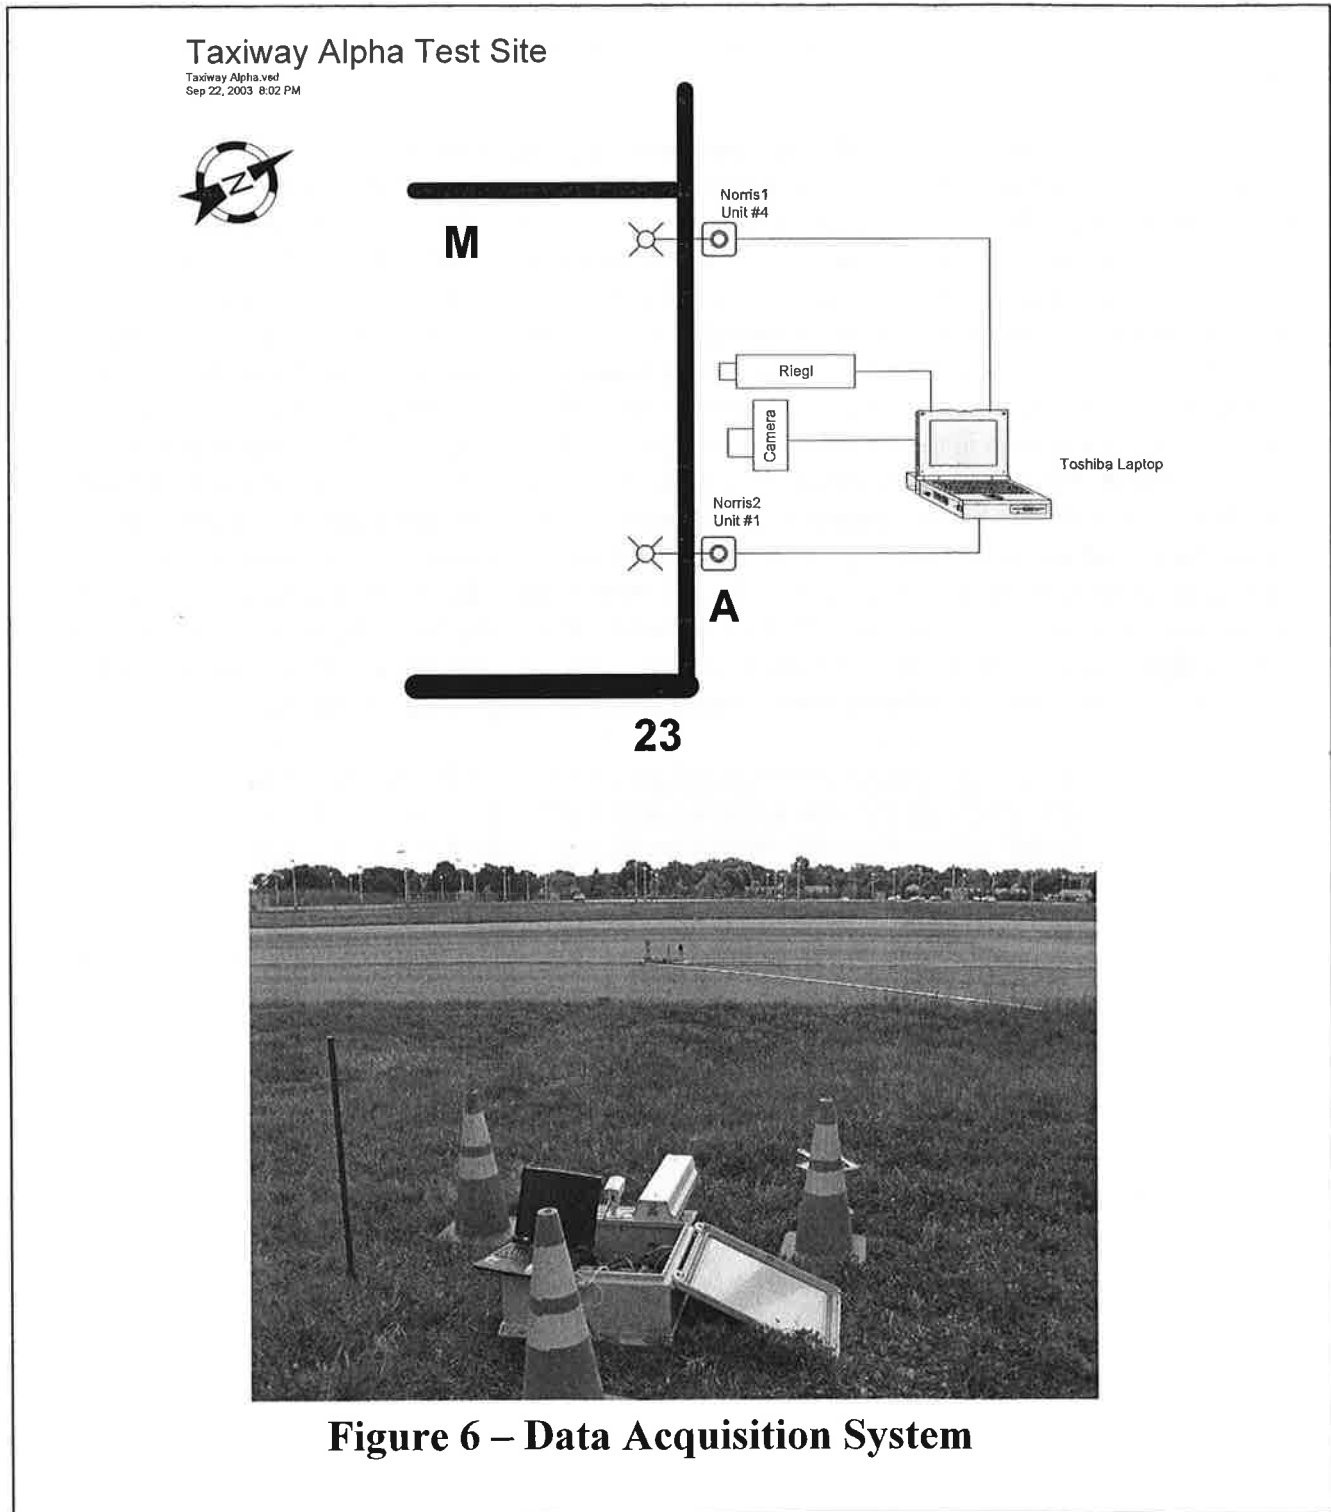 Taxiway Alpha Test Site
Taxiway Alpha.vsd
Sep 22, 2003 8:02 PM
N
M
Norris1
Unit #4
Riegl
Camera
Toshiba Laptop
Norris2
Unit #1
A
23
Figure 6 – Data Acquisition System